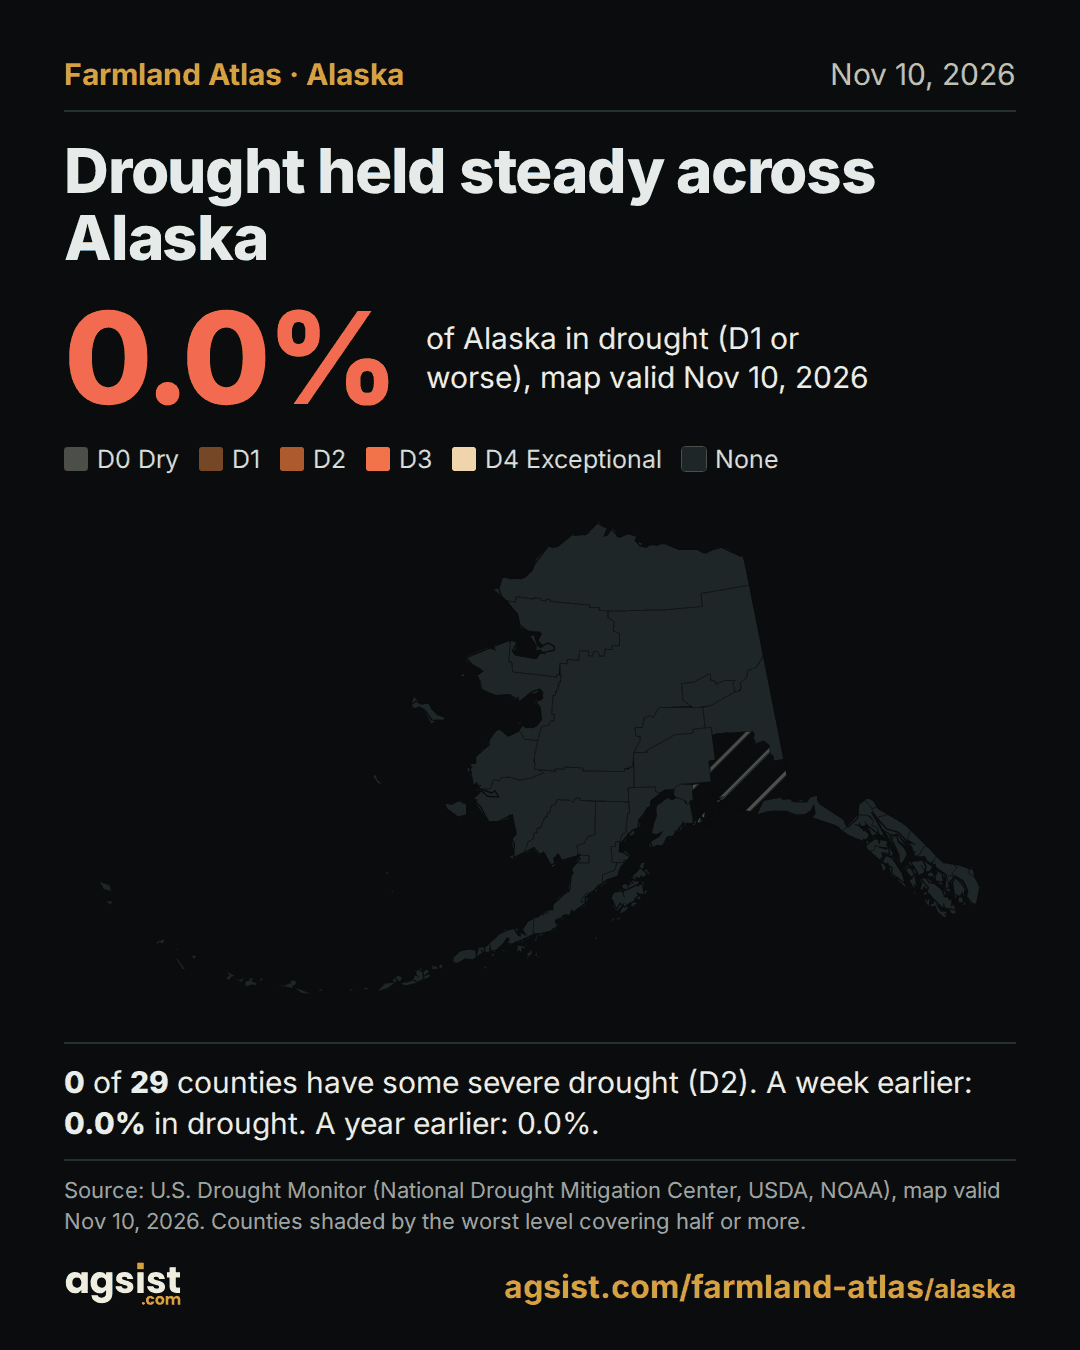 Farmland Atlas · Alaska
Nov 10, 2026
Drought held steady across
Alaska
0.0%
of Alaska in drought (D1 or
worse), map valid Nov 10, 2026
D0 Dry D1 D2 D3 D4 Exceptional None
0 of 29 counties have some severe drought (D2). A week earlier:
0.0% in drought. A year earlier: 0.0%.
Source: U.S. Drought Monitor (National Drought Mitigation Center, USDA, NOAA), map valid
Nov 10, 2026. Counties shaded by the worst level covering half or more.
agsist
.com
agsist.com/farmland-atlas/alaska